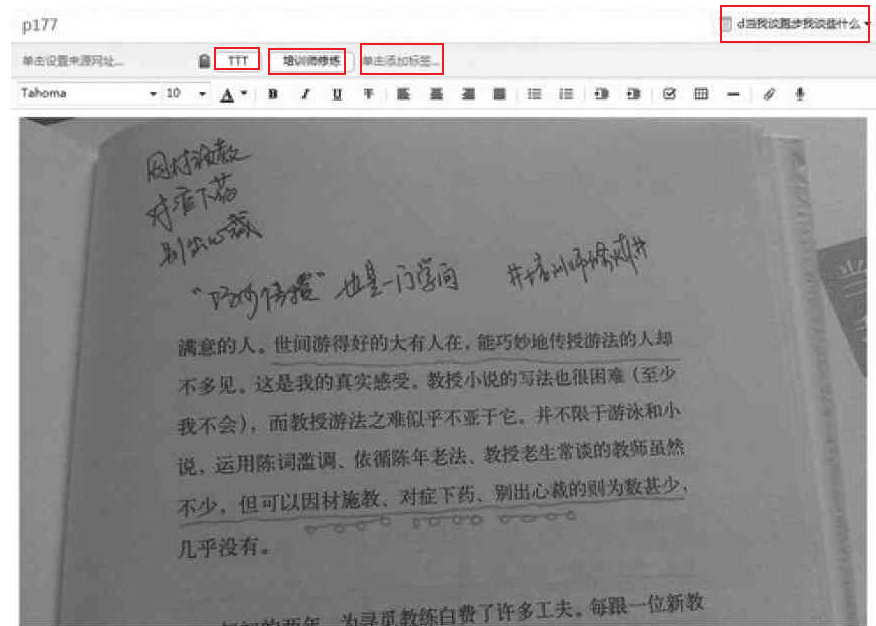 p177
d当我谈跑步我谈些什么
单击设置来源网址...
TTT
培训师修炼
单击添加标签...
Tahoma
10
因材施教
对症下药
别出心裁
“巧妙传授”也是一门学问
#培训师修炼#
当
满意的人。世间游得好的大有人在，能巧妙地传授游法的人却
不多见。这是我的真实感受。教授小说的写法也很困难（至少
我不会），而教授游法之难似乎不亚于它。并不限于游泳和小
说，运用陈词滥调、依循陈年老法、教授老生常谈的教师虽然
不少，但可以因材施教、对症下药、别出心裁的则为数甚少，
几乎没有。
的两年，为寻觅教练白费了许多工夫。每跟一位新教